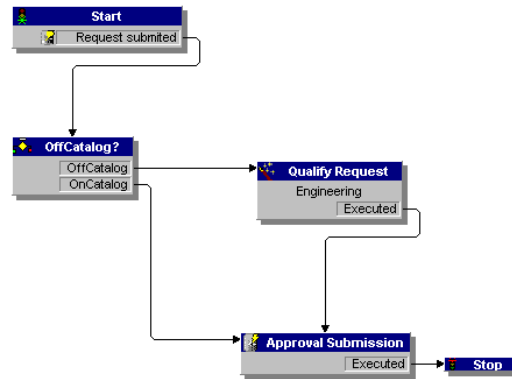 Start
Request submited
OffCatalog?
OffCatalog
OnCatalog
Qualify Request
Engineering
Executed
Approval Submission
Executed
Stop